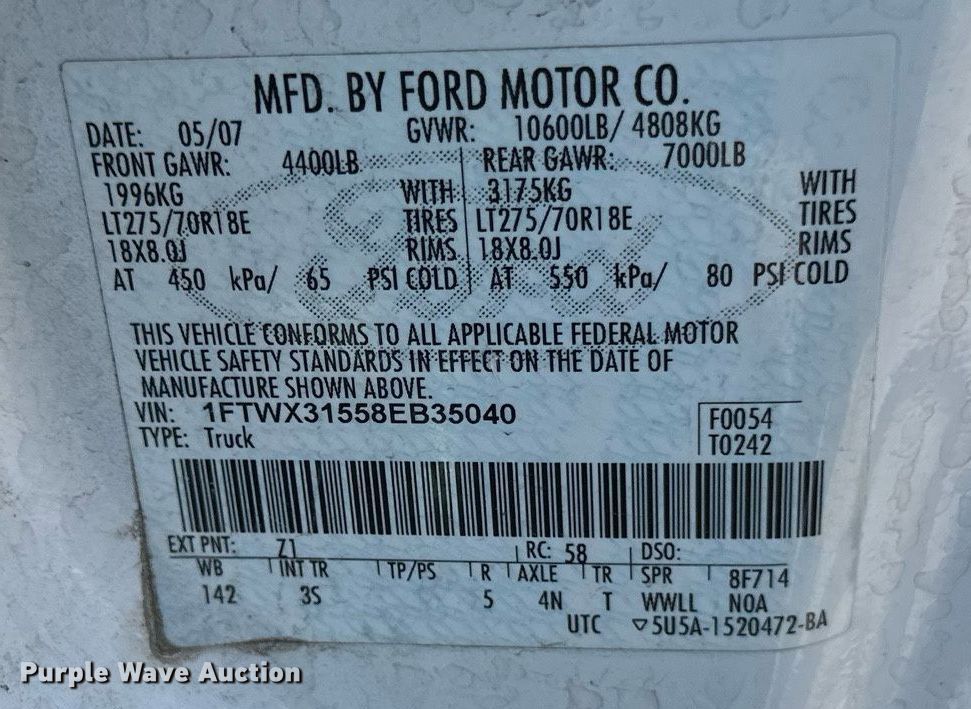 MFD. BY FORD MOTOR CO.
DATE: 05/07 GVWR: 10600LB/ 4808KG
FRONT GAWR: 4400LB REAR GAWR: 7000LB
1996KG WITH 3175KG WITH
LT275/70R18E TIRES LT275/70R18E TIRES
18X8.0J RIMS 18X8.0J RIMS
AT 450 kPa/ 65 PSI COLD AT 550 kPa/ 80 PSI COLD
THIS VEHICLE CONFORMS TO ALL APPLICABLE FEDERAL MOTOR
VEHICLE SAFETY STANDARDS IN EFFECT ON THE DATE OF
MANUFACTURE SHOWN ABOVE.
VIN: 1FTWX31558EB35040 F0054
TYPE: Truck T0242
EXT PNT: Z1 RC: 58 DSO:
WB INT TR TP/PS R AXLE TR SPR 8F714
142 3S 5 4N T WWLL N0A
UTC ▽5U5A-1520472-BA
Purple Wave Auction